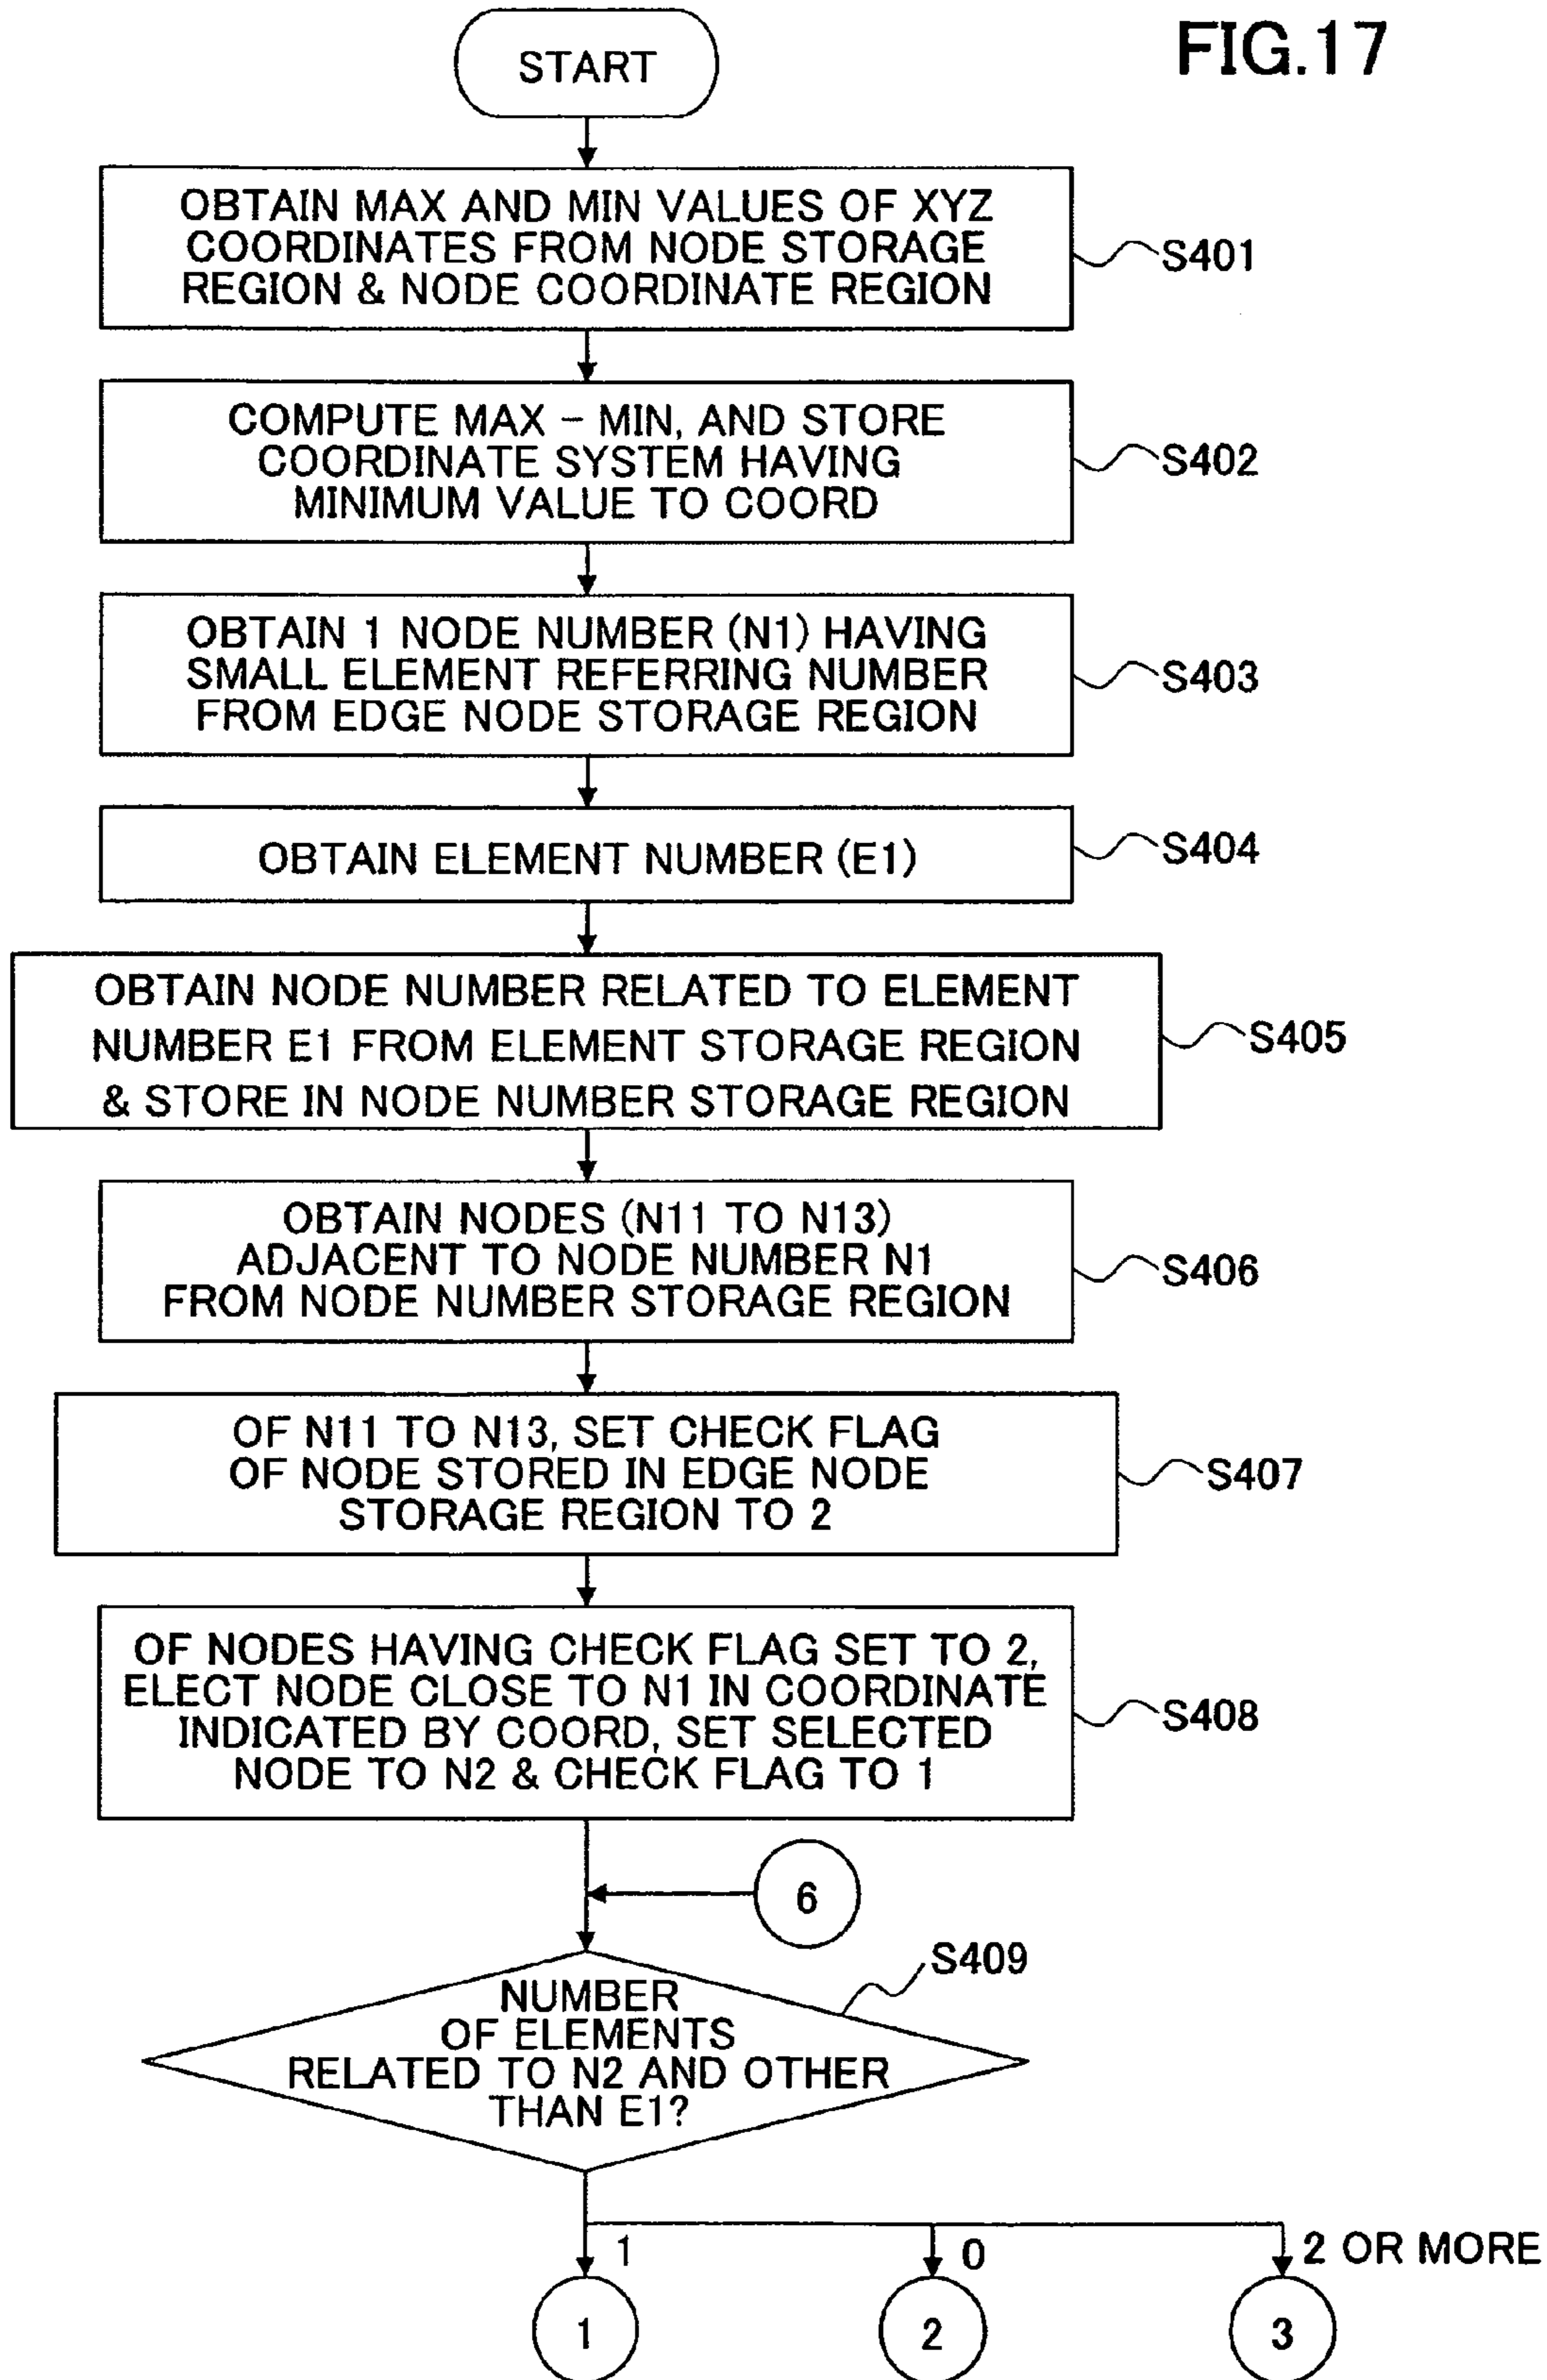 FIG.17
START
OBTAIN MAX AND MIN VALUES OF XYZ
COORDINATES FROM NODE STORAGE
REGION & NODE COORDINATE REGION
S401
COMPUTE MAX – MIN, AND STORE
COORDINATE SYSTEM HAVING
MINIMUM VALUE TO COORD
S402
OBTAIN 1 NODE NUMBER (N1) HAVING
SMALL ELEMENT REFERRING NUMBER
FROM EDGE NODE STORAGE REGION
S403
OBTAIN ELEMENT NUMBER (E1)
S404
OBTAIN NODE NUMBER RELATED TO ELEMENT
NUMBER E1 FROM ELEMENT STORAGE REGION
& STORE IN NODE NUMBER STORAGE REGION
S405
OBTAIN NODES (N11 TO N13)
ADJACENT TO NODE NUMBER N1
FROM NODE NUMBER STORAGE REGION
S406
OF N11 TO N13, SET CHECK FLAG
OF NODE STORED IN EDGE NODE
STORAGE REGION TO 2
S407
OF NODES HAVING CHECK FLAG SET TO 2,
ELECT NODE CLOSE TO N1 IN COORDINATE
INDICATED BY COORD, SET SELECTED
NODE TO N2 & CHECK FLAG TO 1
S408
6
S409
NUMBER
OF ELEMENTS
RELATED TO N2 AND OTHER
THAN E1?
1
0
2 OR MORE
1
2
3